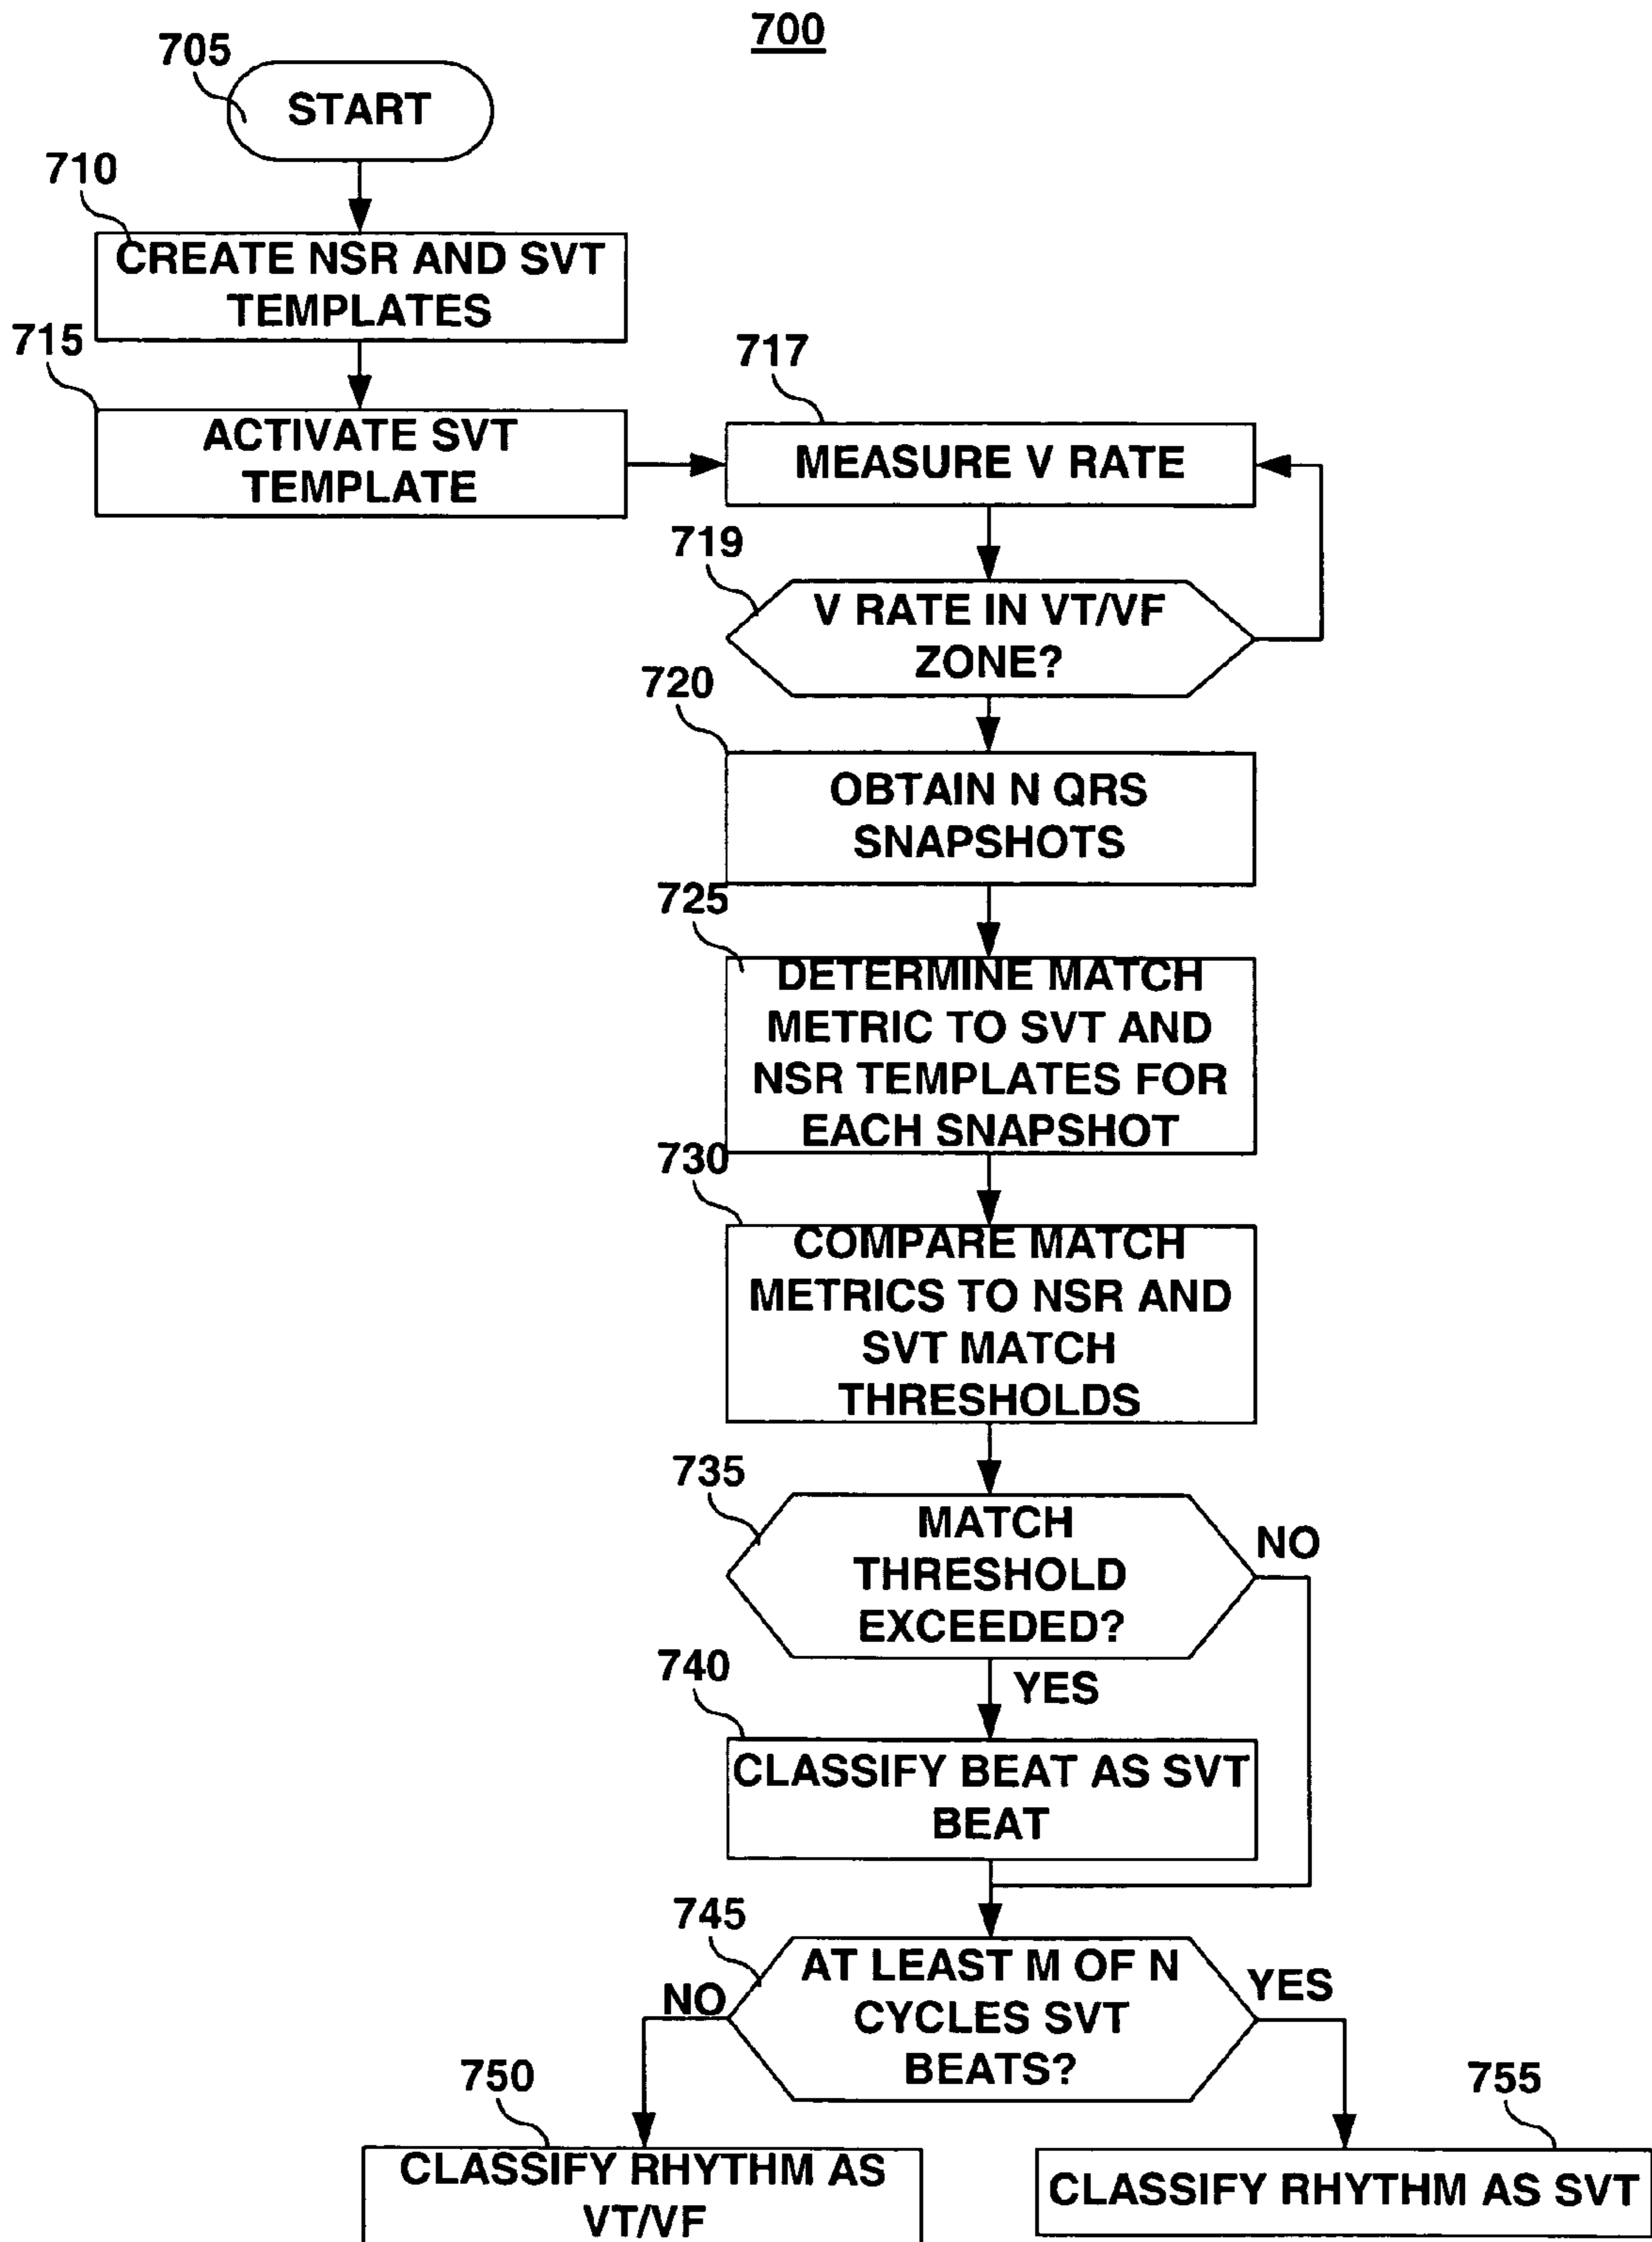 700
705
START
710
CREATE NSR AND SVT
TEMPLATES
715
ACTIVATE SVT
TEMPLATE
717
MEASURE V RATE
719
V RATE IN VT/VF
ZONE?
720
OBTAIN N QRS
SNAPSHOTS
725
DETERMINE MATCH
METRIC TO SVT AND
NSR TEMPLATES FOR
EACH SNAPSHOT
730
COMPARE MATCH
METRICS TO NSR AND
SVT MATCH
THRESHOLDS
735
MATCH
THRESHOLD
EXCEEDED?
NO
YES
740
CLASSIFY BEAT AS SVT
BEAT
745
AT LEAST M OF N
CYCLES SVT
BEATS?
NO
YES
750
CLASSIFY RHYTHM AS
VT/VF
755
CLASSIFY RHYTHM AS SVT